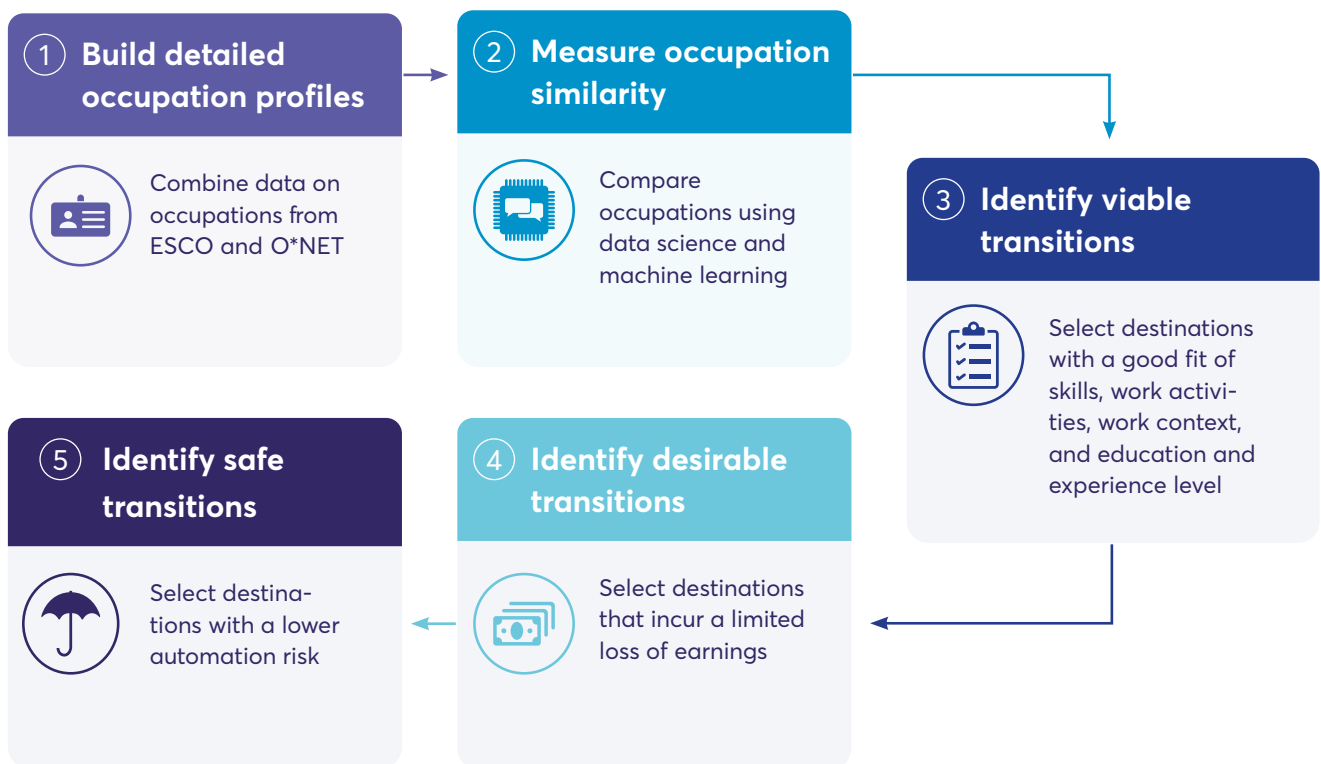 1
Build detailed
occupation profiles
Combine data on
occupations from
ESCO and O*NET
2
Measure occupation
similarity
Compare
occupations using
data science and
machine learning
3
Identify viable
transitions
Select destinations
with a good fit of
skills, work activi-
ties, work context,
and education and
experience level
4
Identify desirable
transitions
Select destinations
that incur a limited
loss of earnings
5
Identify safe
transitions
Select destina-
tions with a lower
automation risk